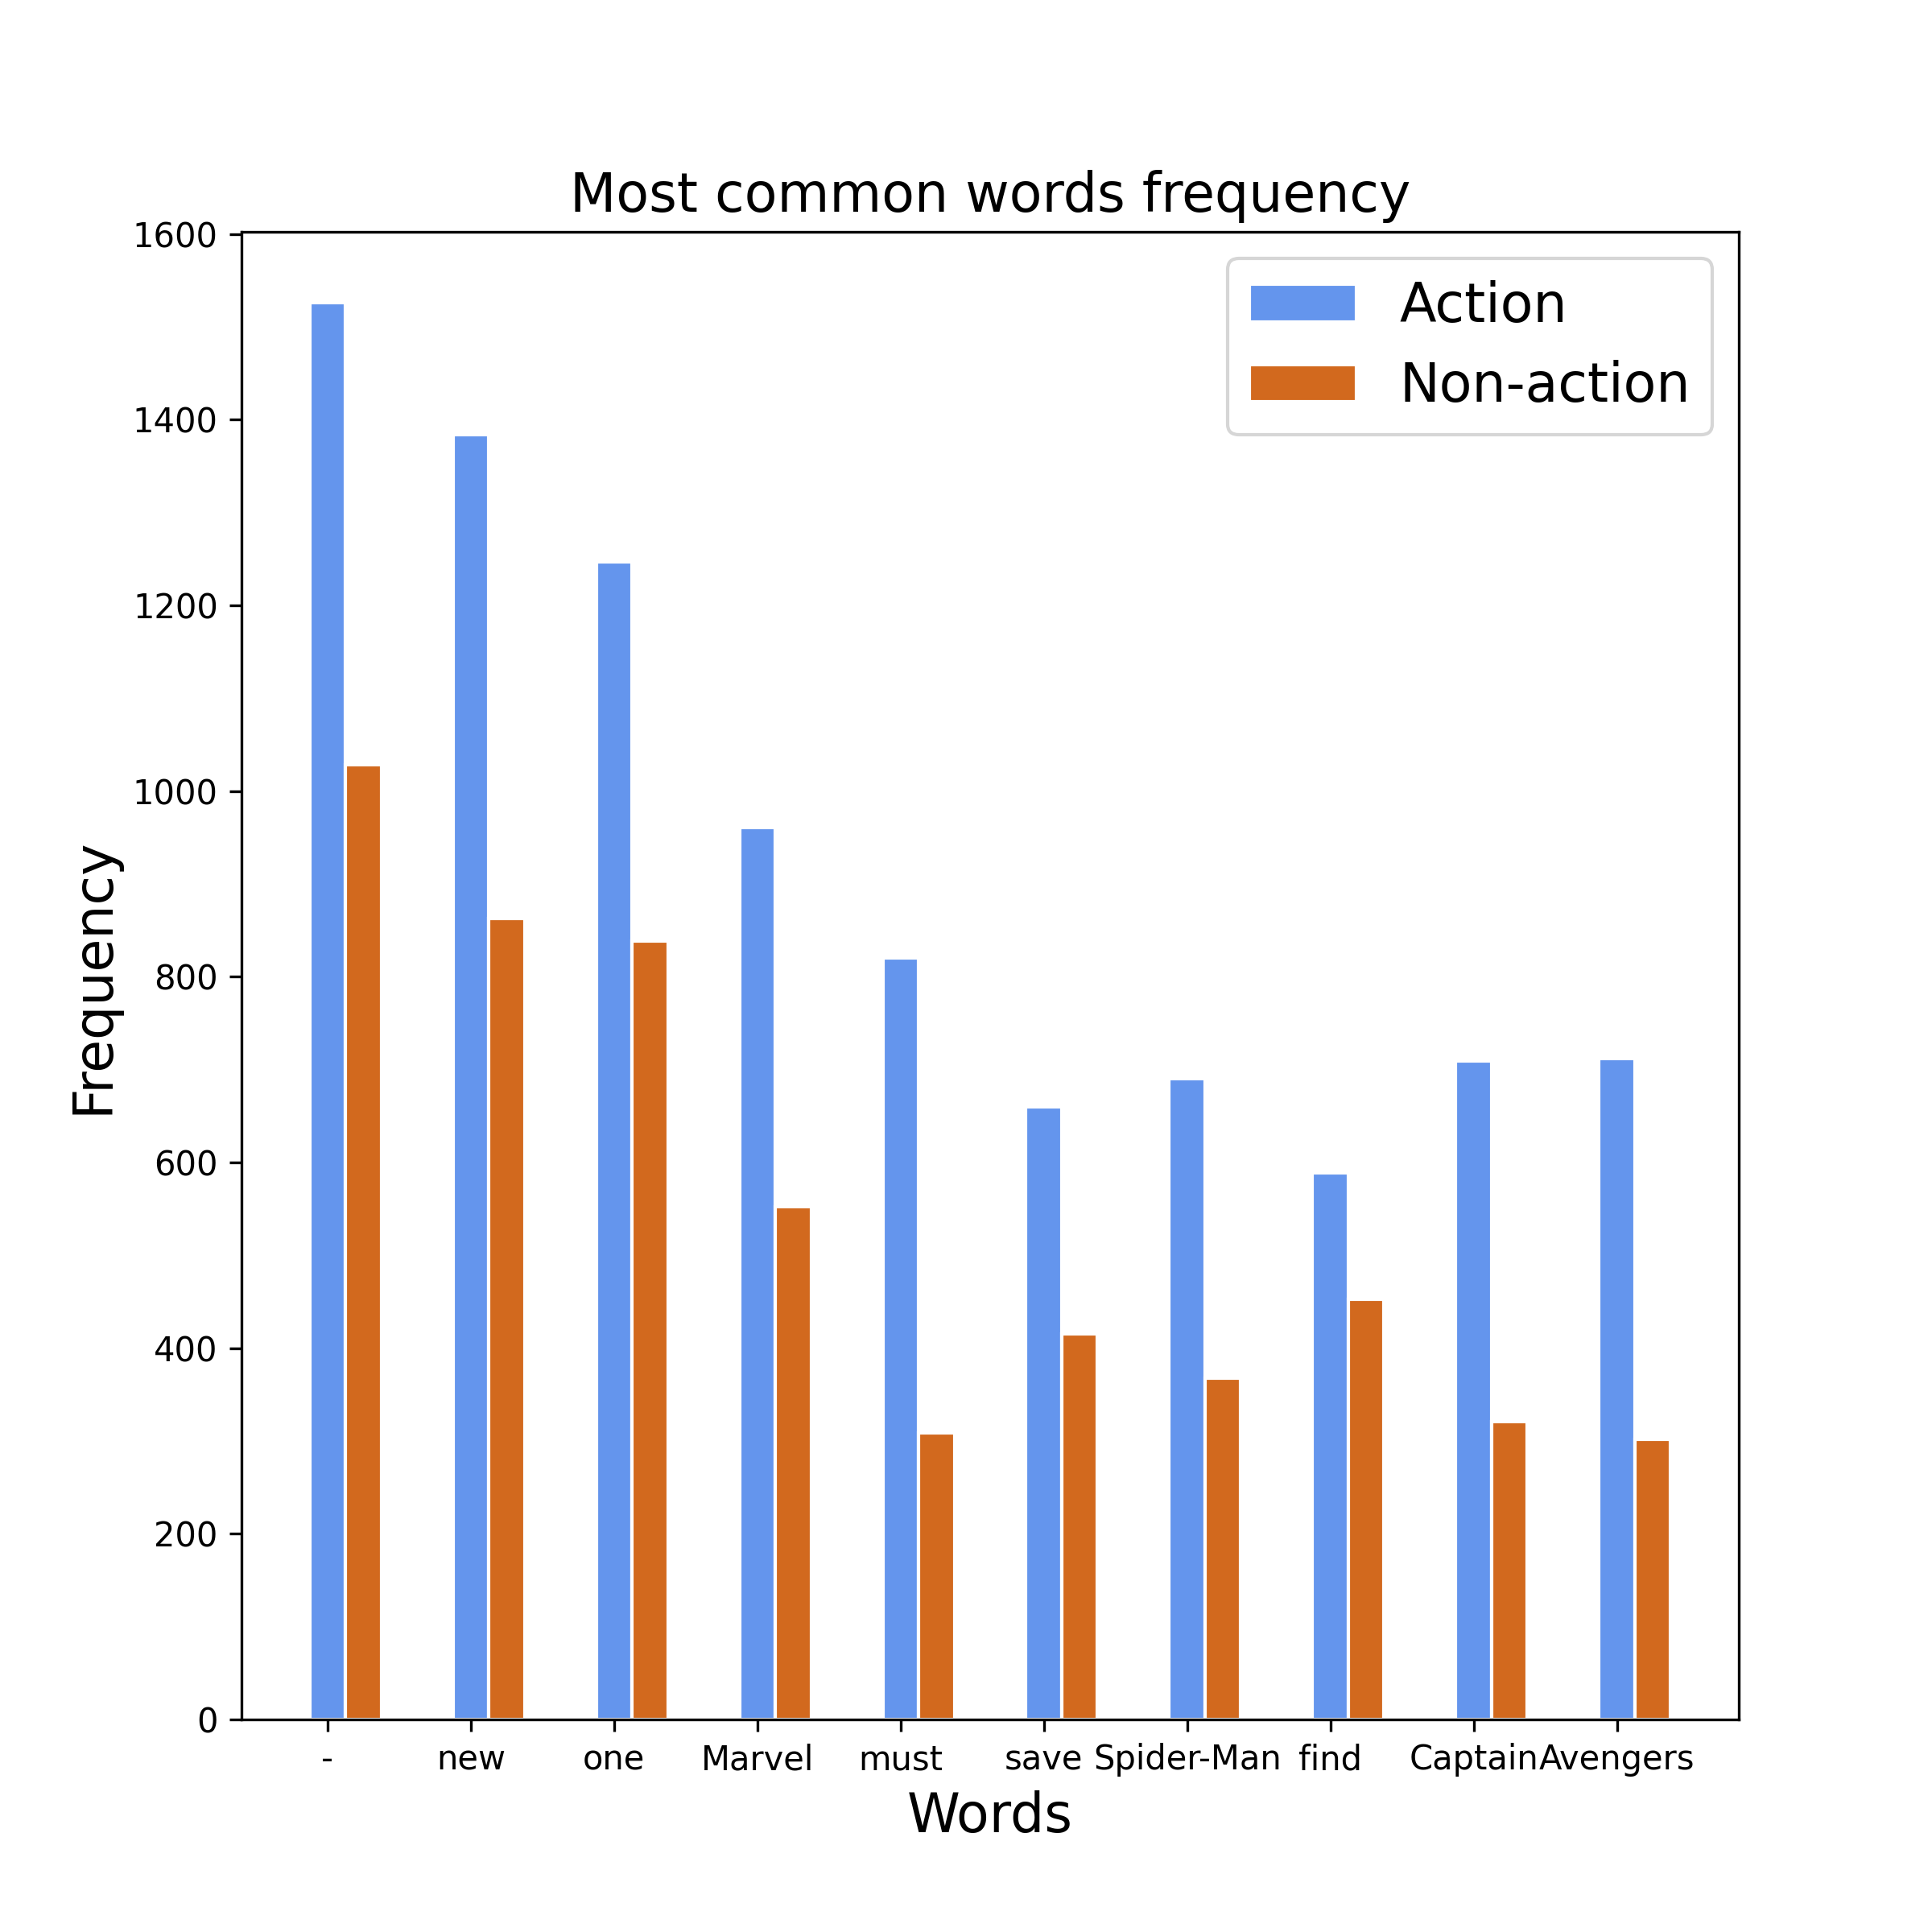 Most common words frequency
1600
1400
1200
1000
800
600
400
200
0
Frequency
Action
Non-action
- new one Marvel must save Spider-Man find Captain Avengers
Words